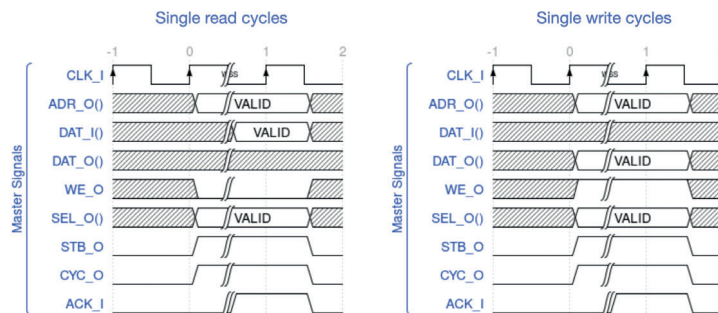 Single read cycles
Single write cycles
-1 0 1 2
-1 0 1
Master Signals
CLK_I
wss
ADR_O() VALID
DAT_I() VALID
DAT_O()
WE_O
SEL_O() VALID
STB_O
CYC_O
ACK_I
Master Signals
CLK_I
wss
ADR_O() VALID
DAT_I()
DAT_O() VALID
WE_O
SEL_O() VALID
STB_O
CYC_O
ACK_I